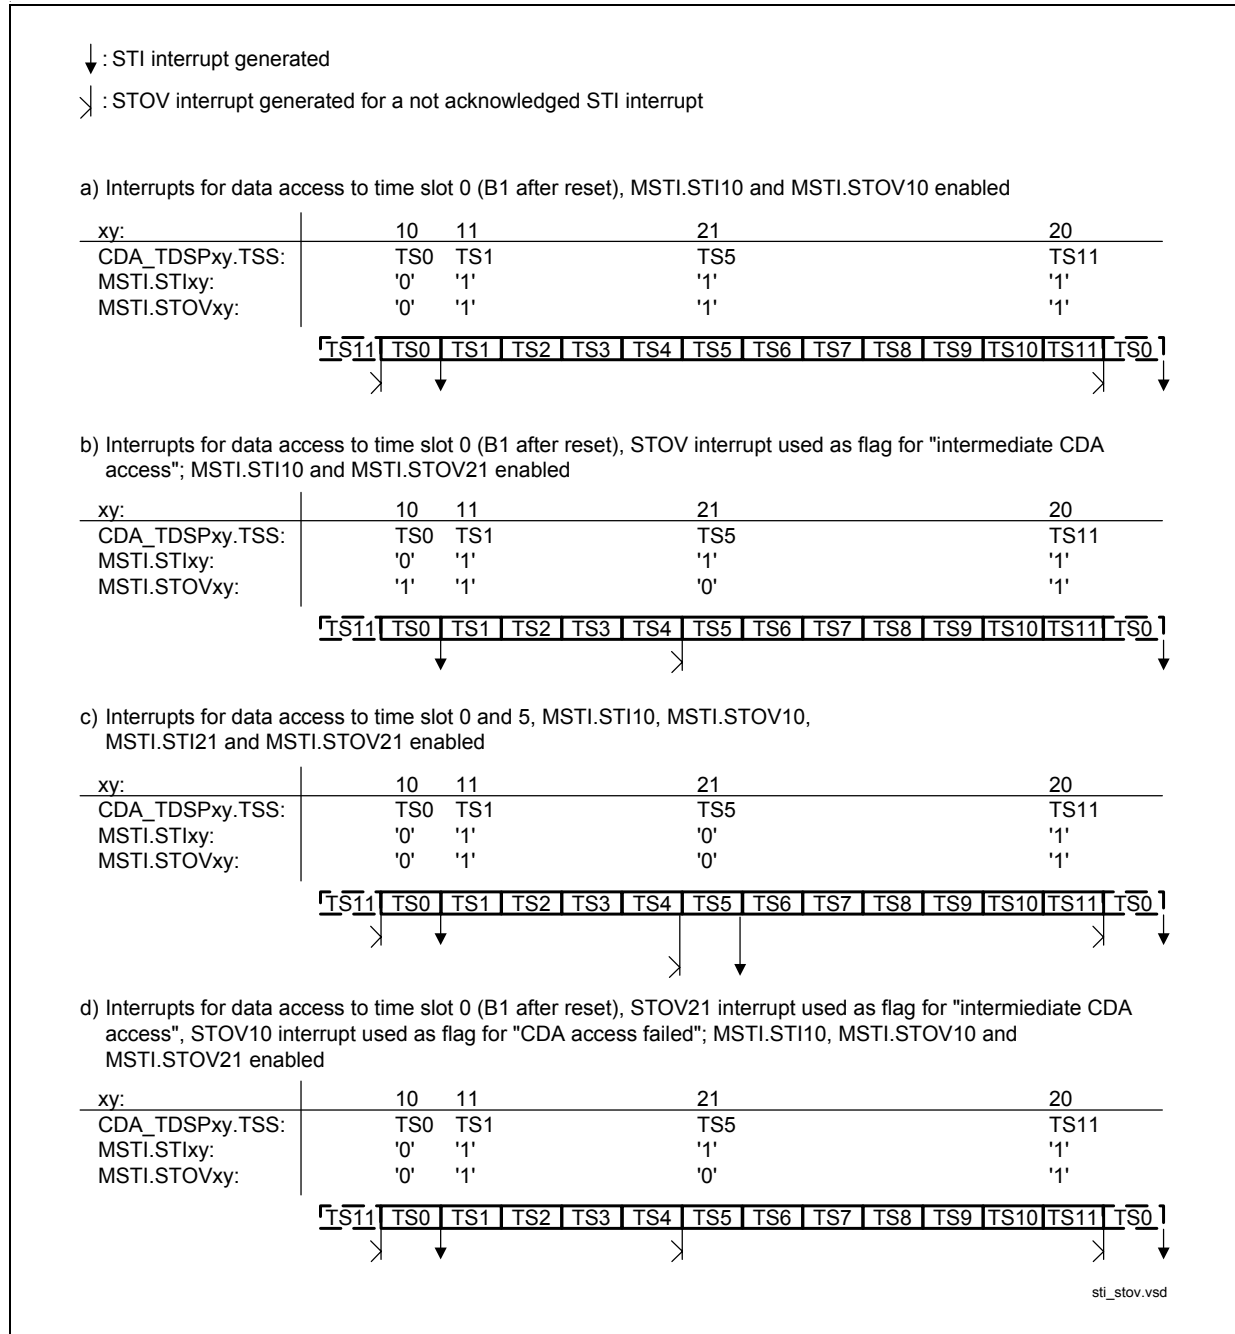 : STI interrupt generated
: STOV interrupt generated for a not acknowledged STI interrupt
a) Interrupts for data access to time slot 0 (B1 after reset), MSTI.STI10 and MSTI.STOV10 enabled
xy: 10 11 21 20
CDA_TDSPxy.TSS: TS0 TS1 TS5 TS11
MSTI.STIxy: '0' '1' '1' '1'
MSTI.STOVxy: '0' '1' '1' '1'
TS11 TS0 TS1 TS2 TS3 TS4 TS5 TS6 TS7 TS8 TS9 TS10 TS11 TS0
b) Interrupts for data access to time slot 0 (B1 after reset), STOV interrupt used as flag for "intermediate CDA
access"; MSTI.STI10 and MSTI.STOV21 enabled
xy: 10 11 21 20
CDA_TDSPxy.TSS: TS0 TS1 TS5 TS11
MSTI.STIxy: '0' '1' '1' '1'
MSTI.STOVxy: '1' '1' '0' '1'
TS11 TS0 TS1 TS2 TS3 TS4 TS5 TS6 TS7 TS8 TS9 TS10 TS11 TS0
c) Interrupts for data access to time slot 0 and 5, MSTI.STI10, MSTI.STOV10,
MSTI.STI21 and MSTI.STOV21 enabled
xy: 10 11 21 20
CDA_TDSPxy.TSS: TS0 TS1 TS5 TS11
MSTI.STIxy: '0' '1' '0' '1'
MSTI.STOVxy: '0' '1' '0' '1'
TS11 TS0 TS1 TS2 TS3 TS4 TS5 TS6 TS7 TS8 TS9 TS10 TS11 TS0
d) Interrupts for data access to time slot 0 (B1 after reset), STOV21 interrupt used as flag for "intermiediate CDA
access", STOV10 interrupt used as flag for "CDA access failed"; MSTI.STI10, MSTI.STOV10 and
MSTI.STOV21 enabled
xy: 10 11 21 20
CDA_TDSPxy.TSS: TS0 TS1 TS5 TS11
MSTI.STIxy: '0' '1' '1' '1'
MSTI.STOVxy: '0' '1' '0' '1'
TS11 TS0 TS1 TS2 TS3 TS4 TS5 TS6 TS7 TS8 TS9 TS10 TS11 TS0
sti_stov.vsd